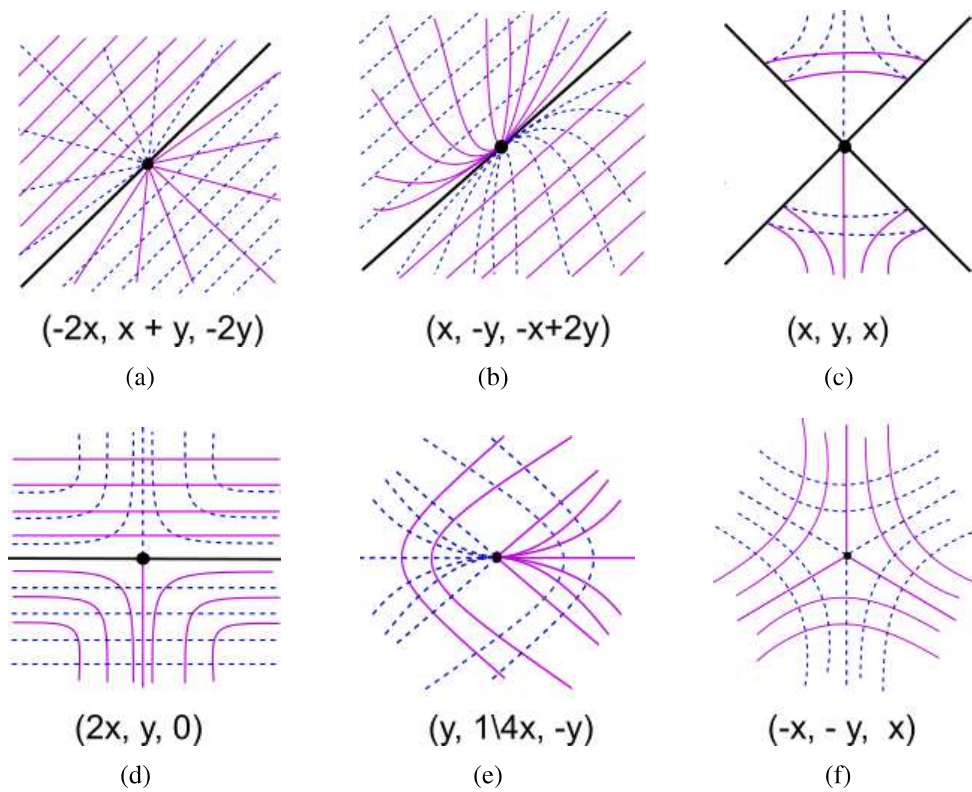 (-2x, x + y, -2y)
(x, -y, -x+2y)
(x, y, x)
(a)
(b)
(c)
(2x, y, 0)
(y, 1\4x, -y)
(-x, - y, x)
(d)
(e)
(f)